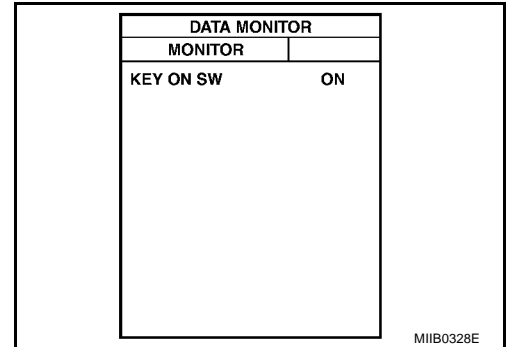 DATA MONITOR
MONITOR
KEY ON SW ON
MIIB0328E